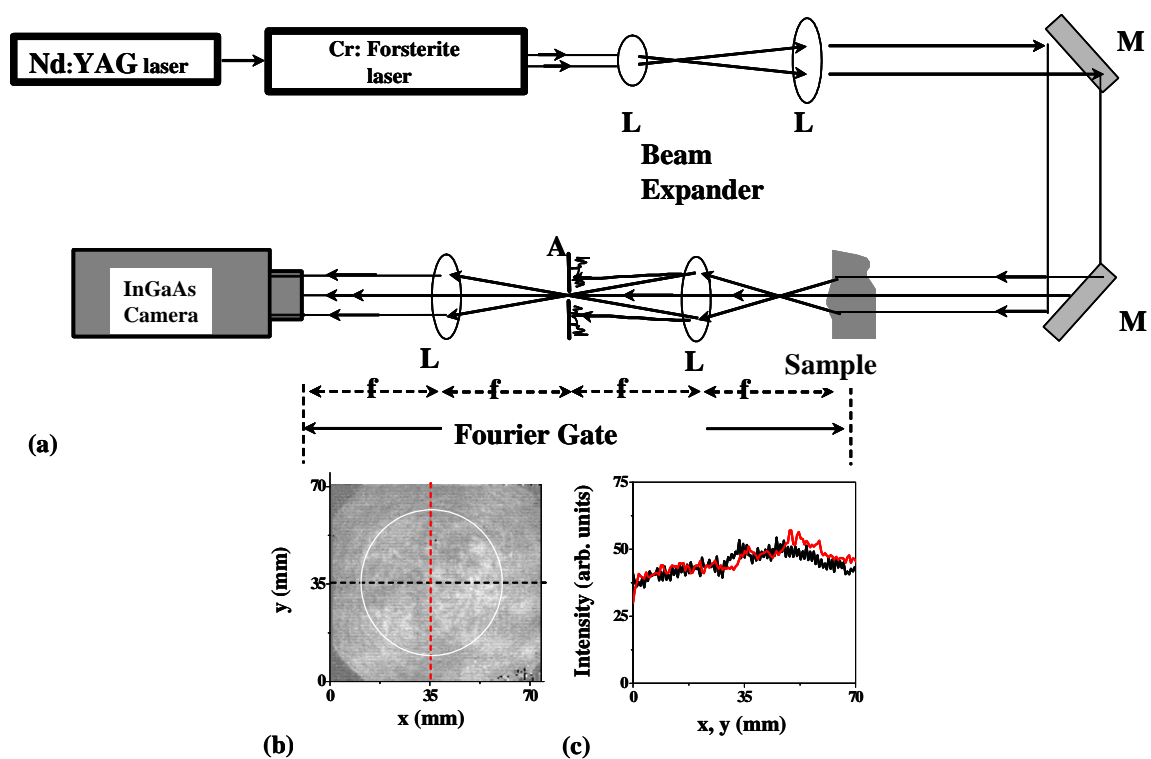 Nd:YAG laser
Cr: Forsterite
laser
M
L
L
Beam
Expander
A
InGaAs
Camera
L
L
Sample
M
f
f
f
f
Fourier Gate
(a)
70
35
0
y (mm)
0
35
70
x (mm)
(b)
75
50
25
0
Intensity (arb. units)
0
35
70
x, y (mm)
(c)